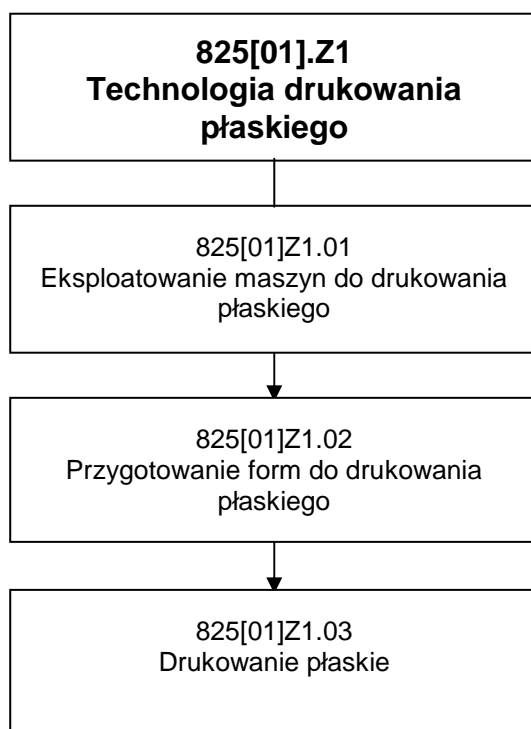 825[01].Z1
Technologia drukowania
płaskiego
825[01]Z1.01
Eksploatowanie maszyn do drukowania
płaskiego
825[01]Z1.02
Przygotowanie form do drukowania
płaskiego
825[01]Z1.03
Drukowanie płaskie